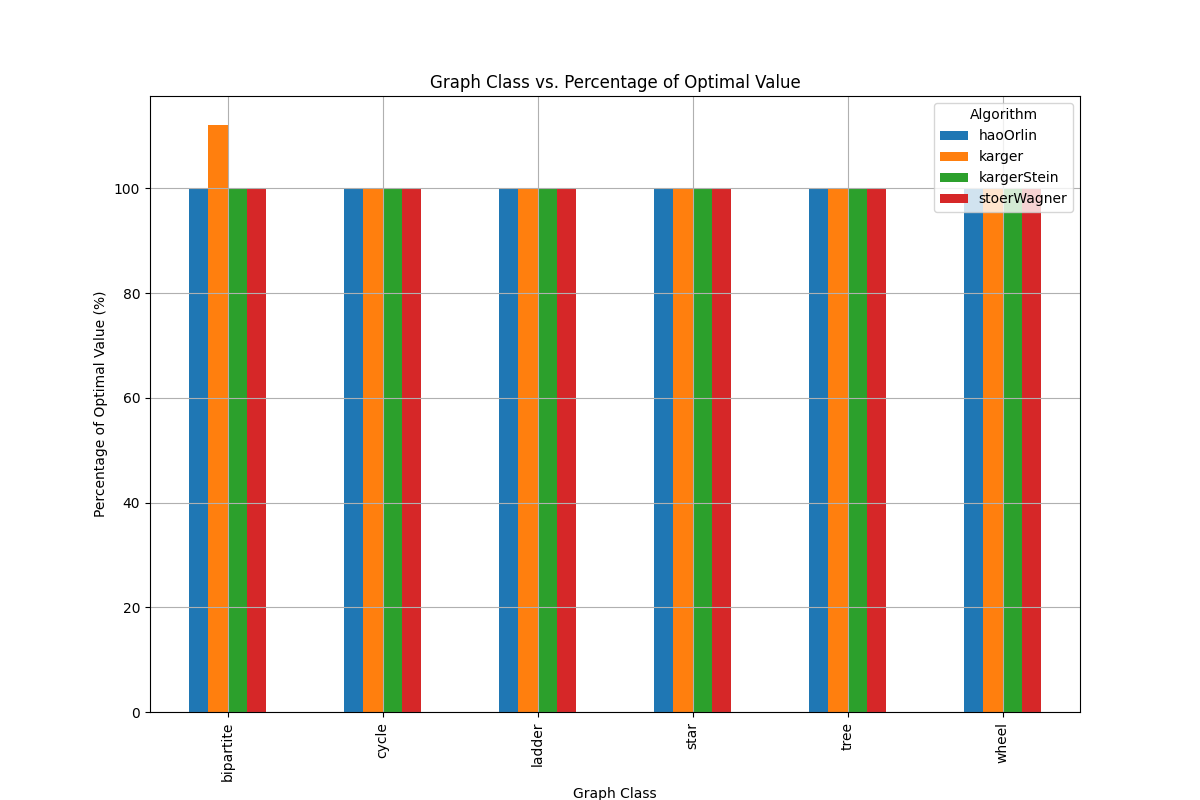 Graph Class vs. Percentage of Optimal Value
Algorithm
haoOrlin
karger
kargerStein
stoerWagner
Percentage of Optimal Value (%)
100
80
60
40
20
0
bipartite
cycle
ladder
star
tree
wheel
Graph Class